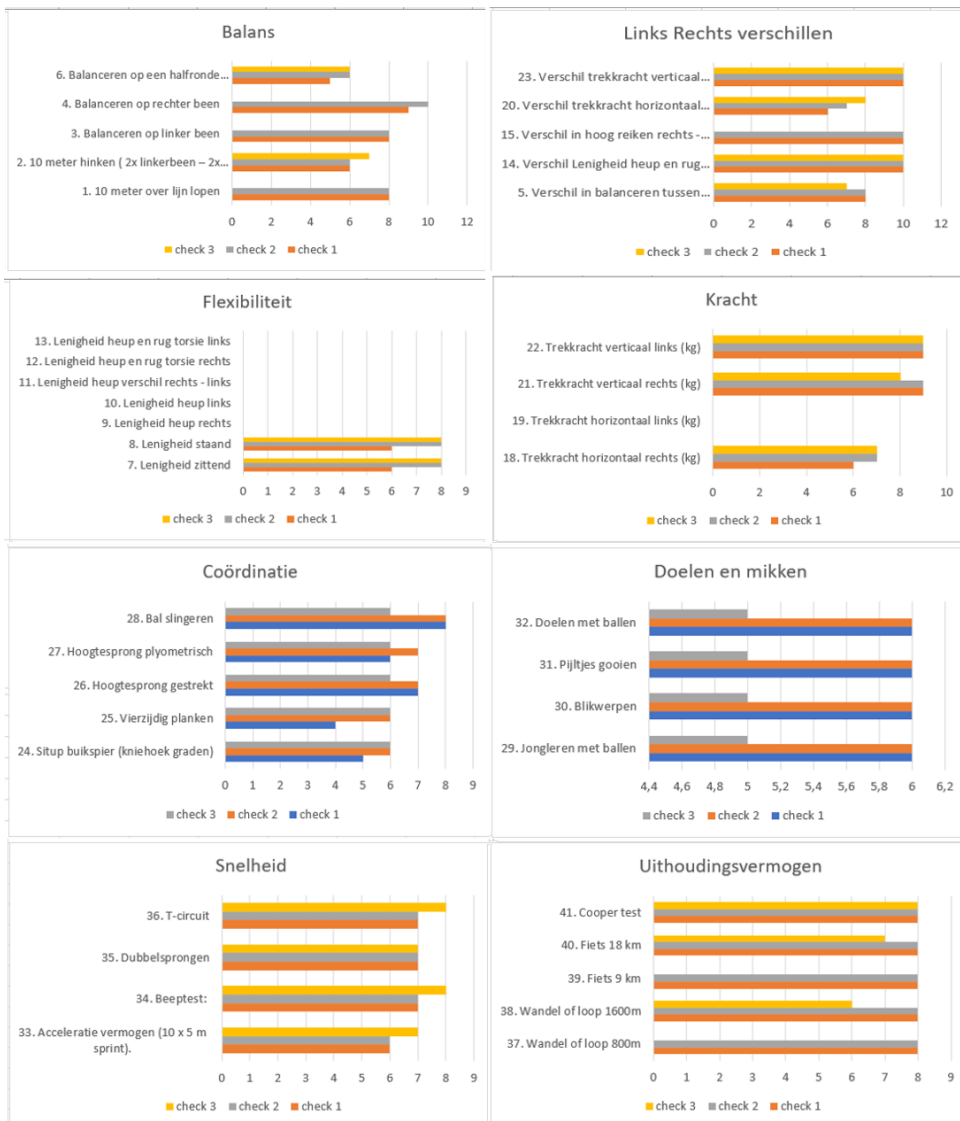 Balans
6. Balanceren op een halfronde...
4. Balanceren op rechter been
3. Balanceren op linker been
2. 10 meter hinken ( 2x linkerbeen – 2x...
1. 10 meter over lijn lopen
0 2 4 6 8 10 12
check 3 check 2 check 1
Links Rechts verschillen
23. Verschil trekkracht verticaal...
20. Verschil trekkracht horizontaal...
15. Verschil in hoog reiken rechts -...
14. Verschil Lenigheid heup en rug...
5. Verschil in balanceren tussen...
0 2 4 6 8 10 12
check 3 check 2 check 1
Flexibiliteit
13. Lenigheid heup en rug torsie links
12. Lenigheid heup en rug torsie rechts
11. Lenigheid heup verschil rechts - links
10. Lenigheid heup links
9. Lenigheid heup rechts
8. Lenigheid staand
7. Lenigheid zittend
0 1 2 3 4 5 6 7 8 9
check 3 check 2 check 1
Kracht
22. Trekkracht verticaal links (kg)
21. Trekkracht verticaal rechts (kg)
19. Trekkracht horizontaal links (kg)
18. Trekkracht horizontaal rechts (kg)
0 2 4 6 8 10
check 3 check 2 check 1
Coördinatie
28. Bal slingeren
27. Hoogtesprong plyometrisch
26. Hoogtesprong gestrekt
25. Vierzijdig planken
24. Situp buikspier (kniehoek graden)
0 1 2 3 4 5 6 7 8 9
check 3 check 2 check 1
Doelen en mikken
32. Doelen met ballen
31. Pijltjes gooien
30. Blikwerpen
29. Jongleren met ballen
4,4 4,6 4,8 5 5,2 5,4 5,6 5,8 6 6,2
check 3 check 2 check 1
Snelheid
36. T-circuit
35. Dubbelsprongen
34. Beeptest:
33. Acceleratie vermogen (10 x 5 m
sprint).
0 1 2 3 4 5 6 7 8 9
check 3 check 2 check 1
Uithoudingsvermogen
41. Cooper test
40. Fiets 18 km
39. Fiets 9 km
38. Wandel of loop 1600m
37. Wandel of loop 800m
0 1 2 3 4 5 6 7 8 9
check 3 check 2 check 1